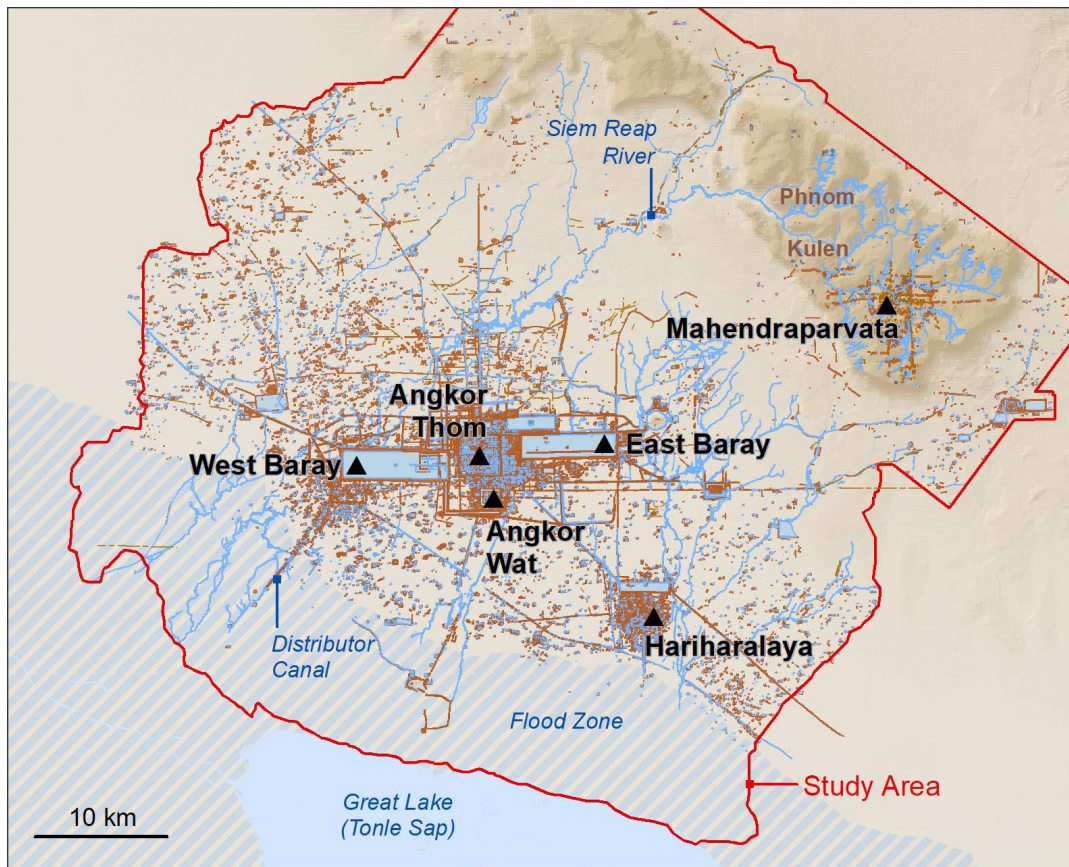 Siem Reap
River
Phnom
Kulen
Mahendraparvata
Angkor
Thom
East Baray
West Baray
Angkor
Wat
Hariharalaya
Distributor
Canal
Flood Zone
Study Area
Great Lake
(Tonle Sap)
10 km